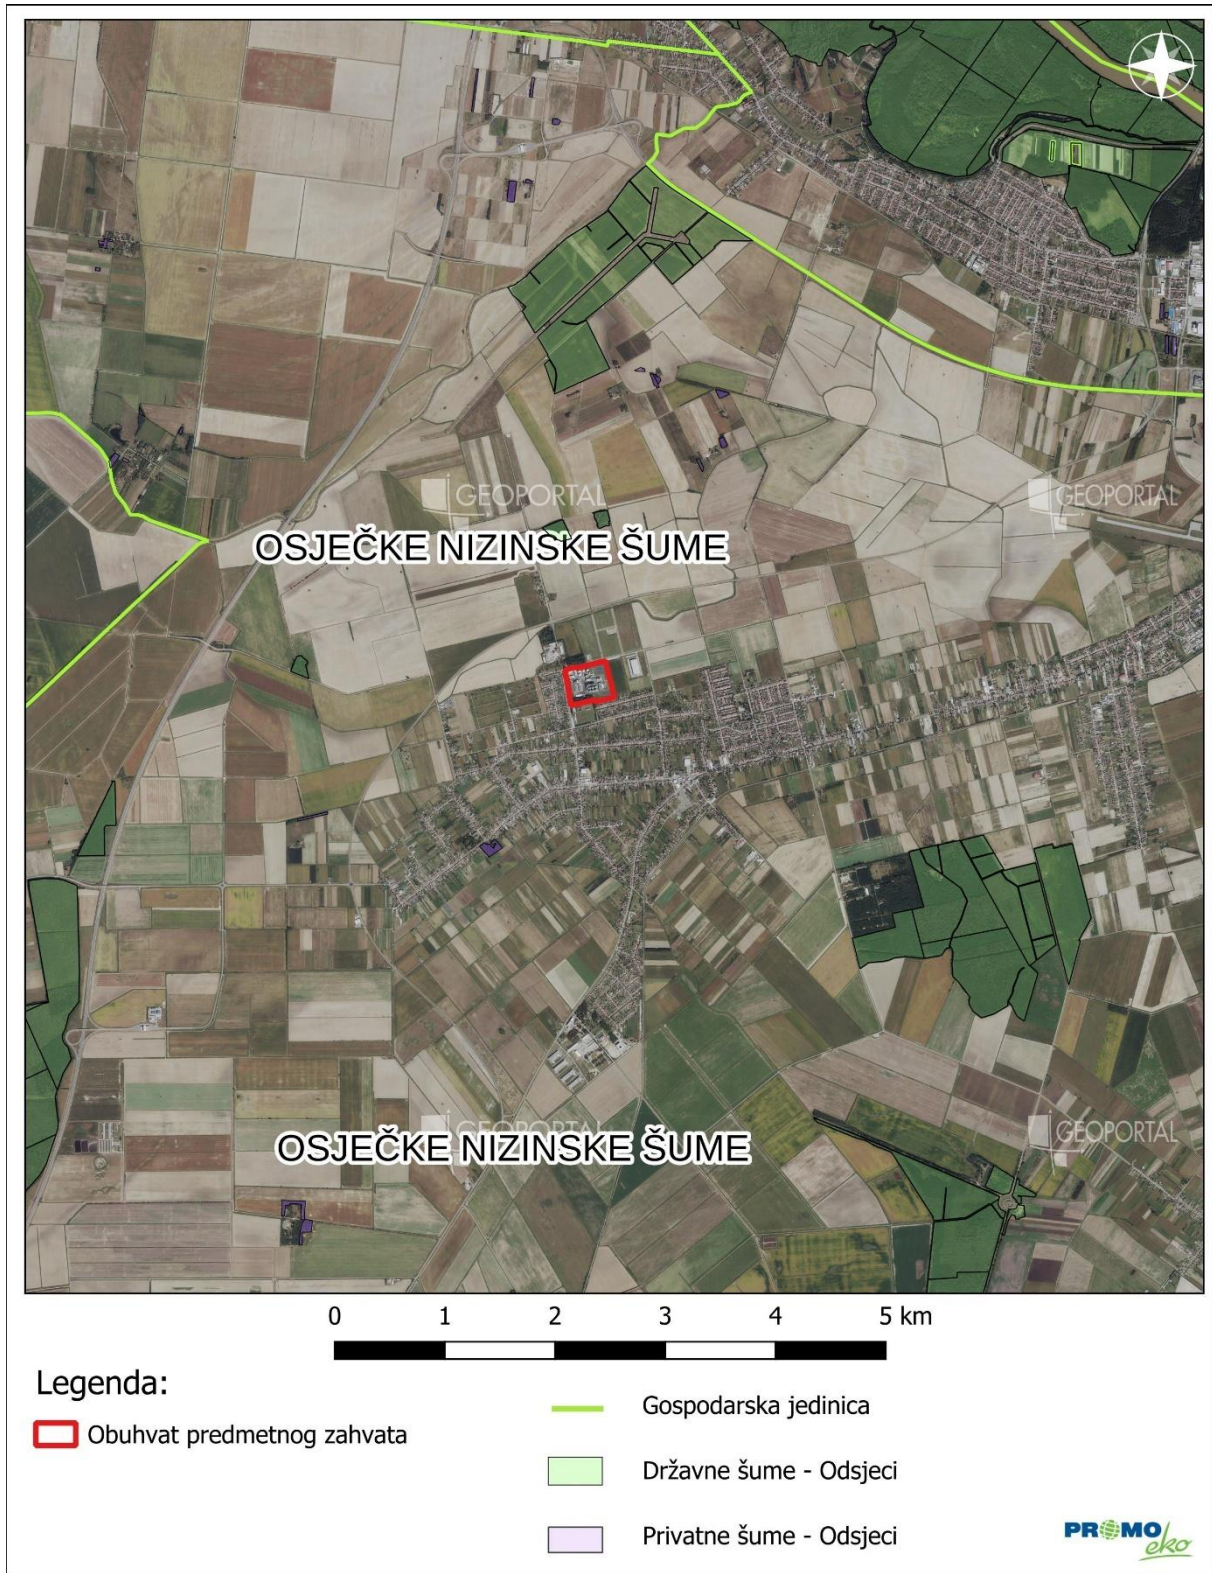 GEOPORTAL
GEOPORTAL
OSJEČKE NIZINSKE ŠUME
GEOPORTAL
GEOPORTAL
OSJEČKE NIZINSKE ŠUME
0 1 2 3 4 5 km
Legenda:
Obuhvat predmetnog zahvata
Gospodarska jedinica
Državne šume - Odsjeci
Privatne šume - Odsjeci
PROMO
eko